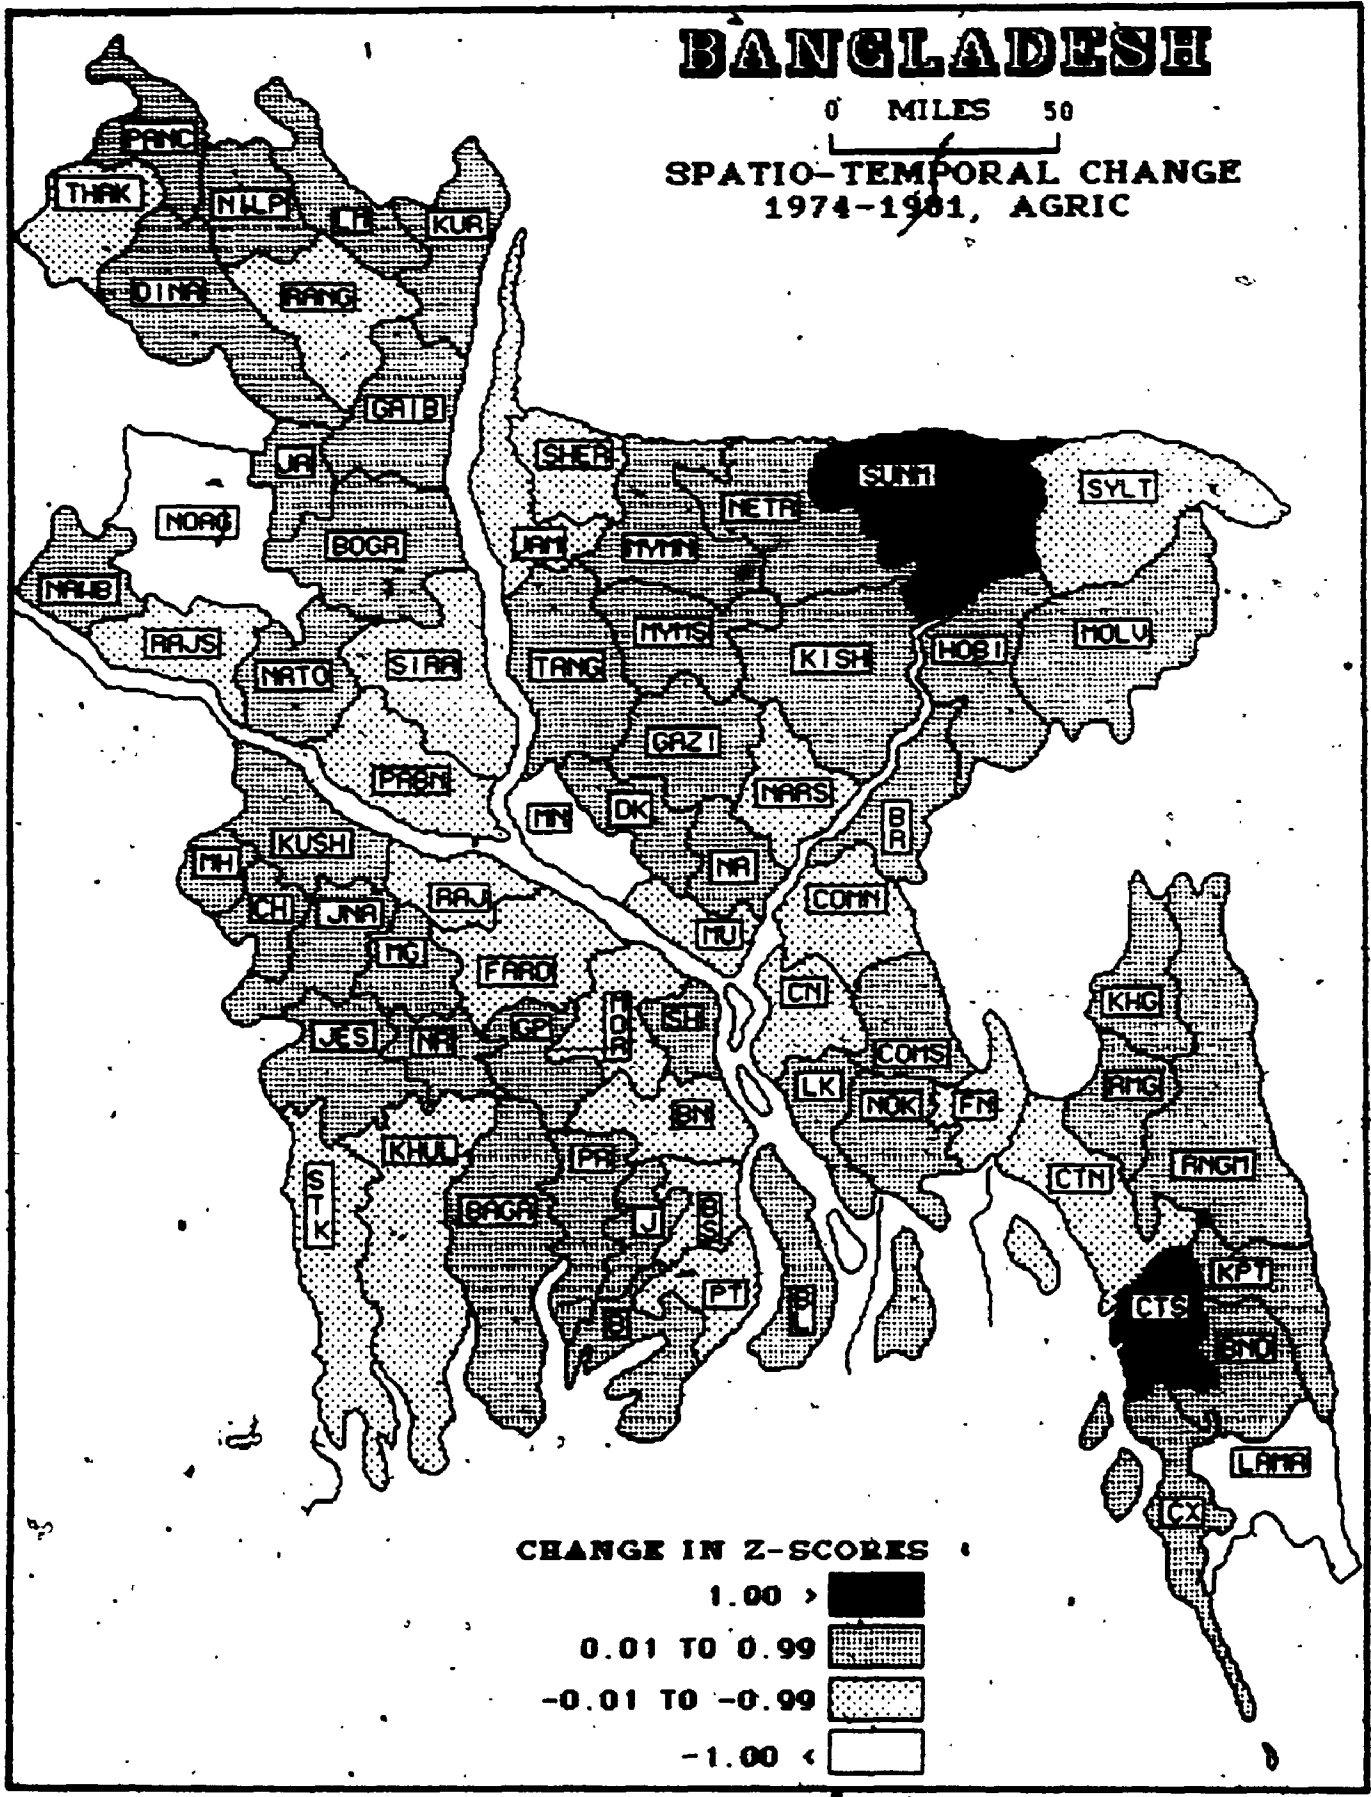 BANGLADESH
0 MILES 50
SPATIO-TEMPORAL CHANGE
1974-1981, AGRIC
PANC
THAK
NILP
LA
KUR
DINA
RANG
GAIB
JA
SHER
SUNM
SYLT
NOAG
BOGR
JAM
MYMN
NETR
NAWB
RAJS
NATO
SIRA
TANG
MYMS
KISH
HOBI
MOLV
GAZI
PABN
MN
DK
NARS
BR
KUSH
MH
NA
CH
JNA
RAJ
COMN
MG
MU
FARD
CN
KHG
JES
NR
GP
MDR
SH
COMS
LK
NOK
FN
RMG
BN
KHUL
PR
STK
BAGR
J
BS
CTN
RNGM
PT
BL
KPT
CTS
BND
LAMA
CX
CHANGE IN Z-SCORES
1.00 >
0.01 TO 0.99
-0.01 TO -0.99
-1.00 <